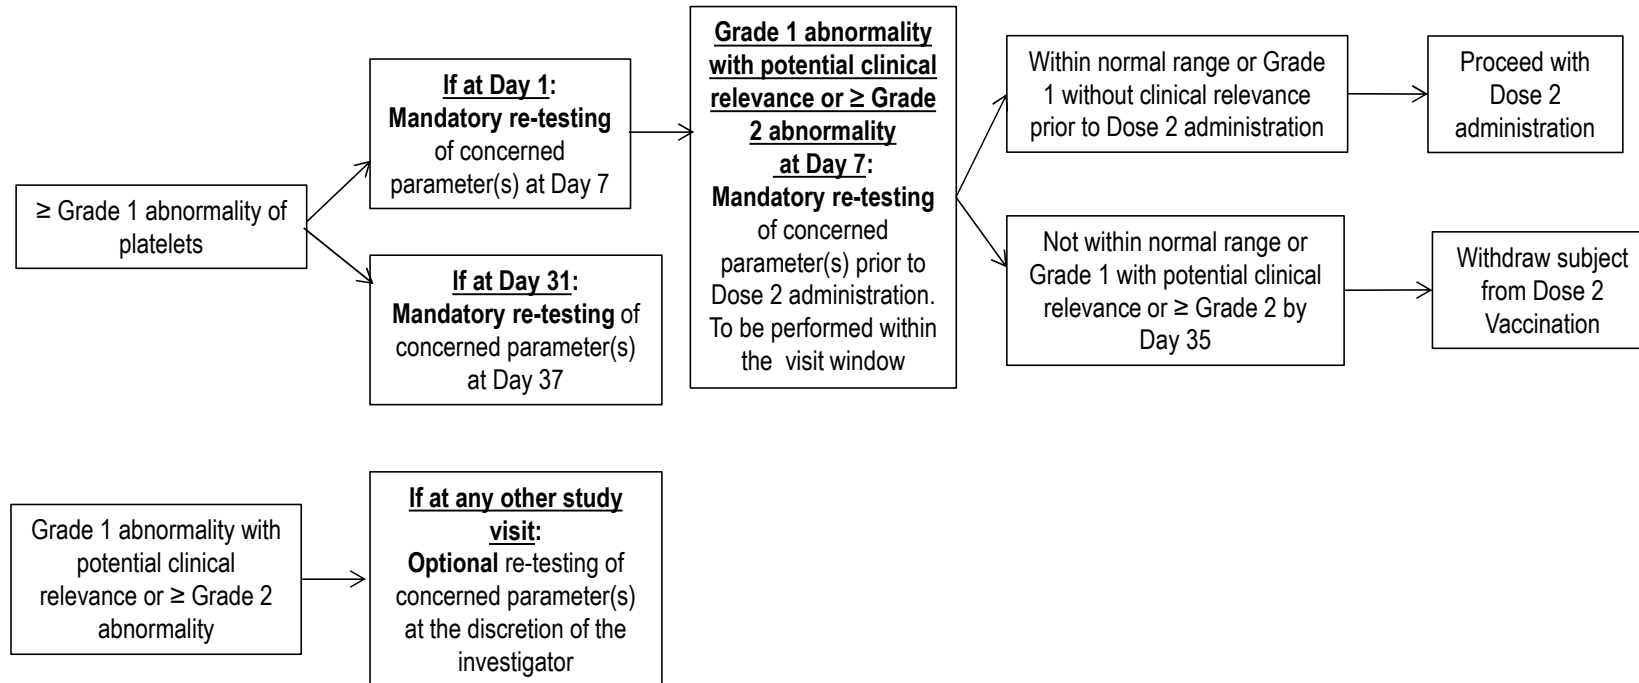 ≥ Grade 1 abnormality of
platelets
If at Day 1:
Mandatory re-testing
of concerned
parameter(s) at Day 7
If at Day 31:
Mandatory re-testing of
concerned parameter(s)
at Day 37
Grade 1 abnormality
with potential clinical
relevance or ≥ Grade
2 abnormality
at Day 7:
Mandatory re-testing
of concerned
parameter(s) prior to
Dose 2 administration.
To be performed within
the visit window
Within normal range or Grade
1 without clinical relevance
prior to Dose 2 administration
Proceed with
Dose 2
administration
Not within normal range or
Grade 1 with potential clinical
relevance or ≥ Grade 2 by
Day 35
Withdraw subject
from Dose 2
Vaccination
Grade 1 abnormality with
potential clinical
relevance or ≥ Grade 2
abnormality
If at any other study
visit:
Optional re-testing of
concerned parameter(s)
at the discretion of the
investigator